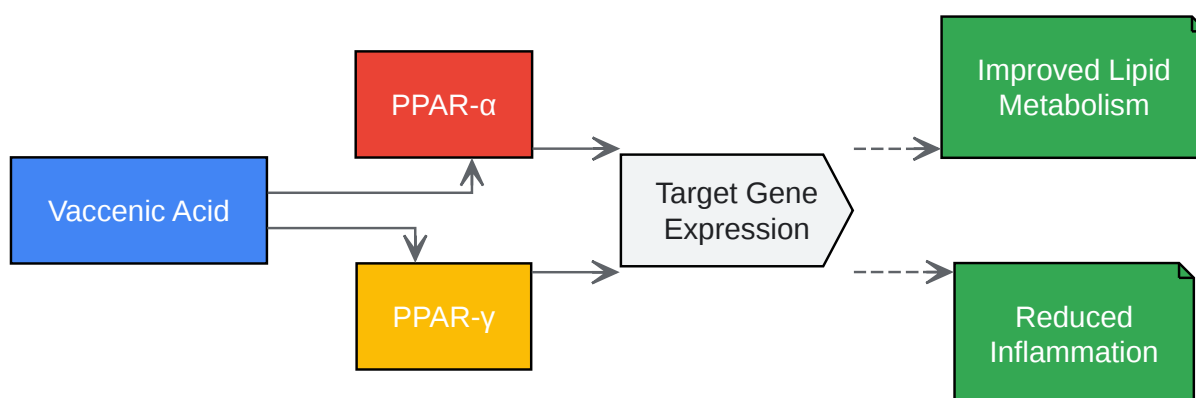 Vaccenic Acid
PPAR-α
PPAR-γ
Target Gene
Expression
Improved Lipid
Metabolism
Reduced
Inflammation